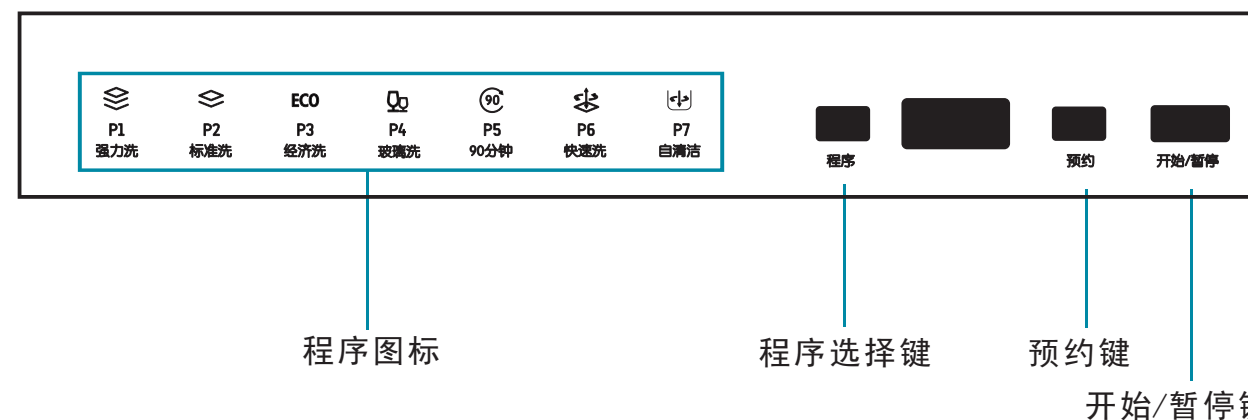 ECO
90
P1 P2 P3 P4 P5 P6 P7
强力洗 标准洗 经济洗 玻璃洗 90分钟 快速洗 自清洁
程序 预约 开始/暂停
程序图标 程序选择键 预约键
开始/暂停